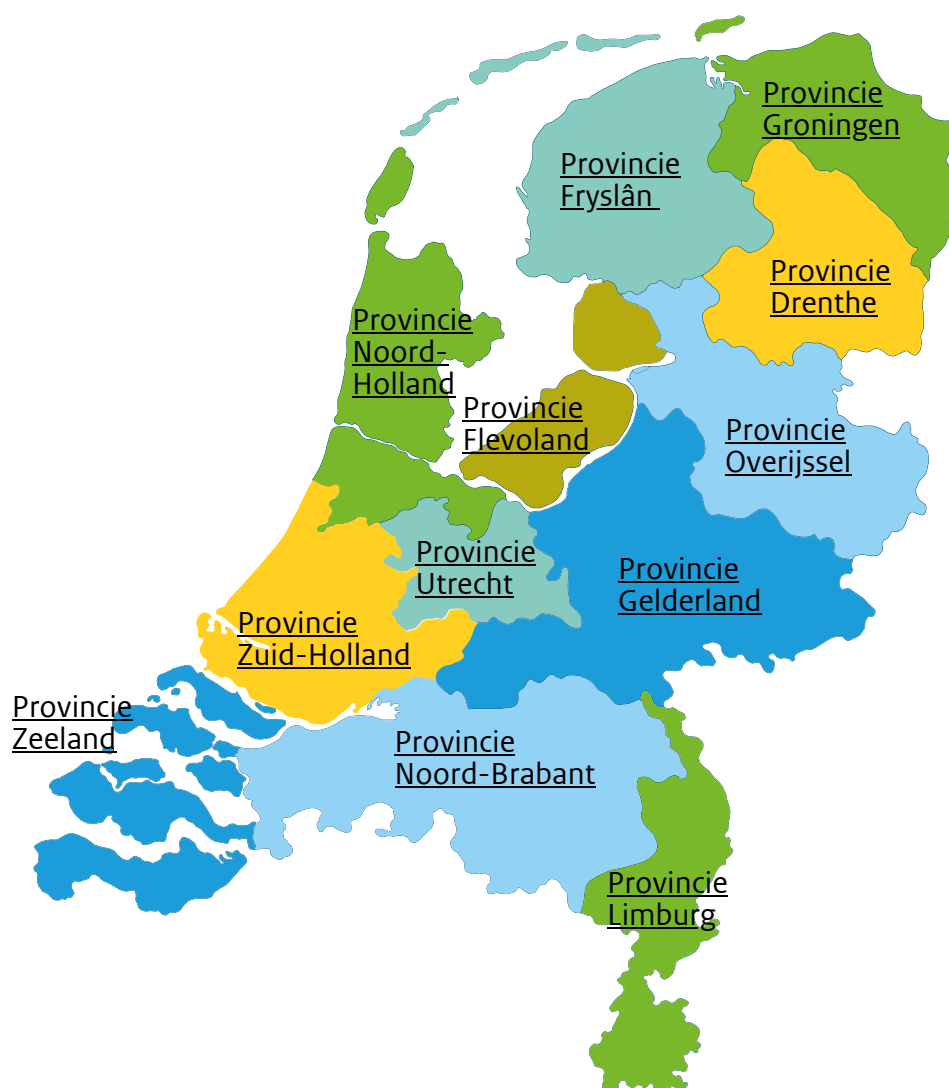 Provincie
Groningen
Provincie
Fryslân
Provincie
Drenthe
Provincie
Noord-
Holland
Provincie
Flevoland
Provincie
Overijssel
Provincie
Utrecht
Provincie
Gelderland
Provincie
Zuid-Holland
Provincie
Zeeland
Provincie
Noord-Brabant
Provincie
Limburg